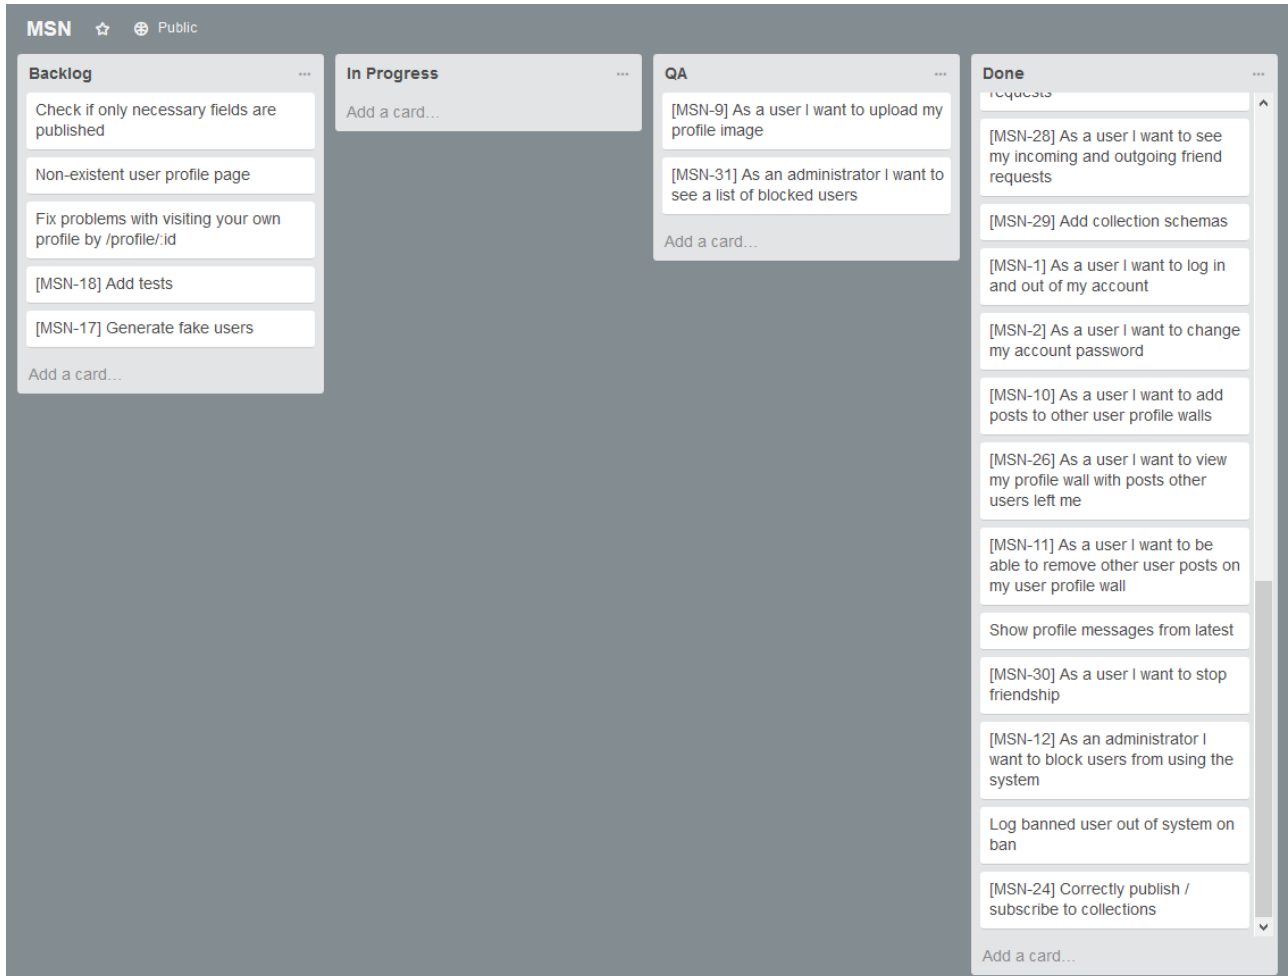 MSN
Public
Backlog
Check if only necessary fields are
published
Non-existent user profile page
Fix problems with visiting your own
profile by /profile/:id
[MSN-18] Add tests
[MSN-17] Generate fake users
Add a card...
In Progress
Add a card...
QA
[MSN-9] As a user I want to upload my
profile image
[MSN-31] As an administrator I want to
see a list of blocked users
Add a card...
Done
requests
[MSN-28] As a user I want to see
my incoming and outgoing friend
requests
[MSN-29] Add collection schemas
[MSN-1] As a user I want to log in
and out of my account
[MSN-2] As a user I want to change
my account password
[MSN-10] As a user I want to add
posts to other user profile walls
[MSN-26] As a user I want to view
my profile wall with posts other
users left me
[MSN-11] As a user I want to be
able to remove other user posts on
my user profile wall
Show profile messages from latest
[MSN-30] As a user I want to stop
friendship
[MSN-12] As an administrator I
want to block users from using the
system
Log banned user out of system on
ban
[MSN-24] Correctly publish /
subscribe to collections
Add a card...